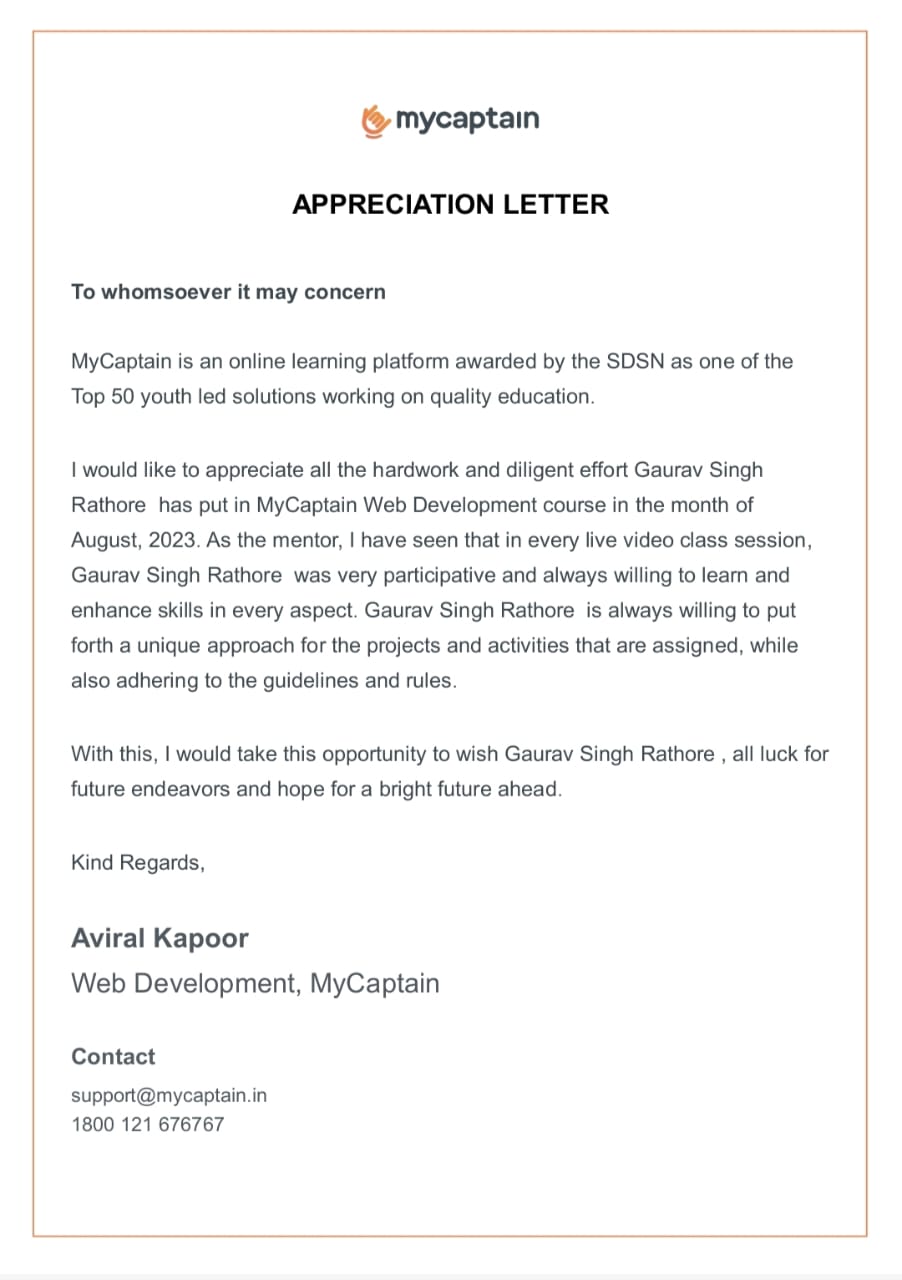 mycaptain
APPRECIATION LETTER
To whomsoever it may concern
MyCaptain is an online learning platform awarded by the SDSN as one of the
Top 50 youth led solutions working on quality education.
I would like to appreciate all the hardwork and diligent effort Gaurav Singh
Rathore  has put in MyCaptain Web Development course in the month of
August, 2023. As the mentor, I have seen that in every live video class session,
Gaurav Singh Rathore  was very participative and always willing to learn and
enhance skills in every aspect. Gaurav Singh Rathore  is always willing to put
forth a unique approach for the projects and activities that are assigned, while
also adhering to the guidelines and rules.
With this, I would take this opportunity to wish Gaurav Singh Rathore , all luck for
future endeavors and hope for a bright future ahead.
Kind Regards,
Aviral Kapoor
Web Development, MyCaptain
Contact
support@mycaptain.in
1800 121 676767